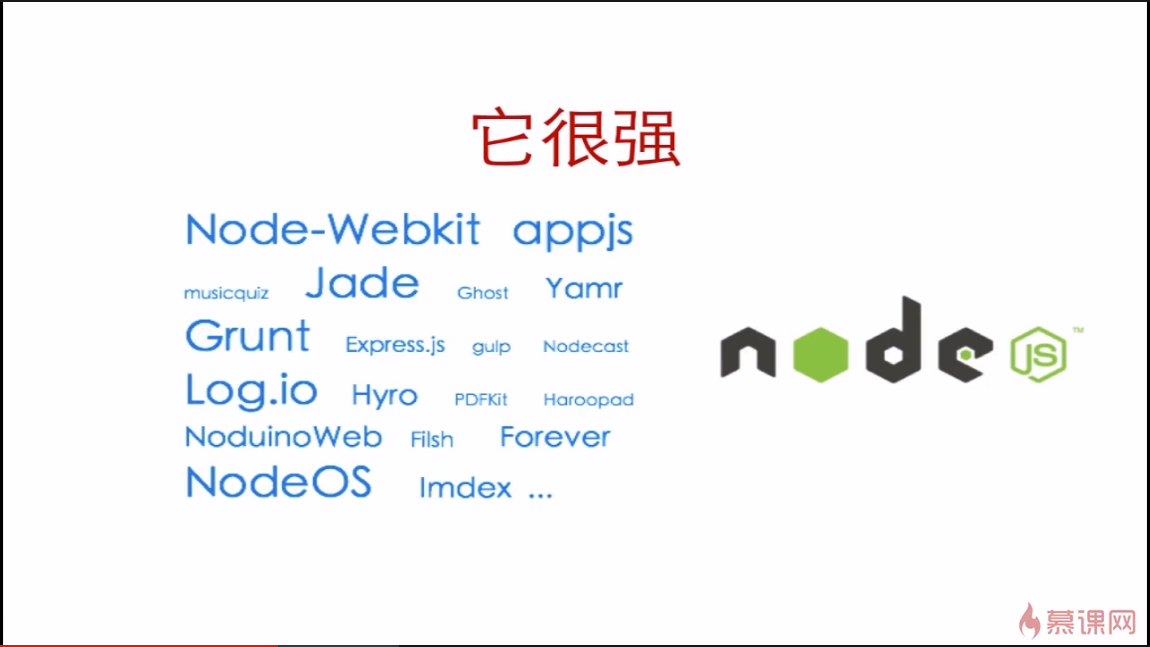 它很强
Node-Webkit appjs
musicquiz Jade Ghost Yamr
Grunt Express.js gulp Nodecast
Log.io Hyro PDFKit Haroopad
NoduinoWeb Filsh Forever
NodeOS Imdex ...
node JS™
慕课网